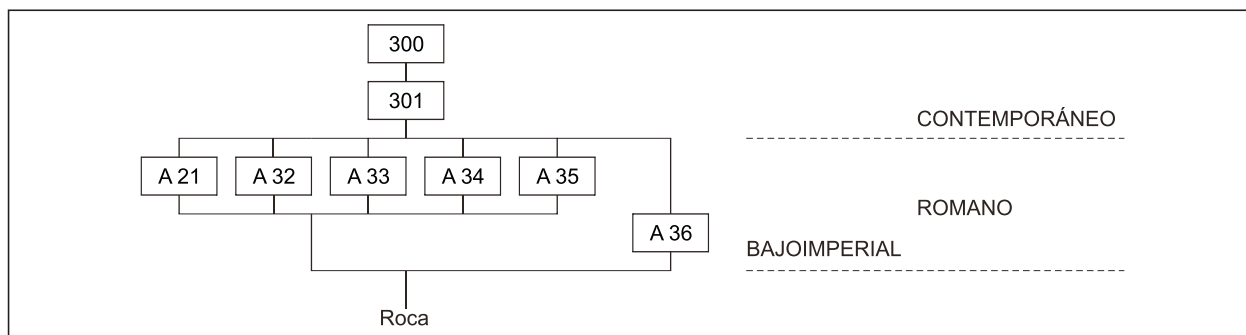 300
301
CONTEMPORÁNEO
A 21 A 32 A 33 A 34 A 35
ROMANO
A 36
BAJOIMPERIAL
Roca